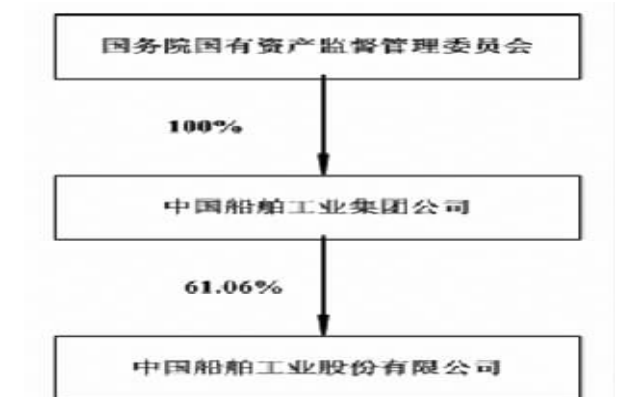 国务院国有资产监督管理委员会
100%
中国船舶工业集团公司
61.06%
中国船舶工业股份有限公司